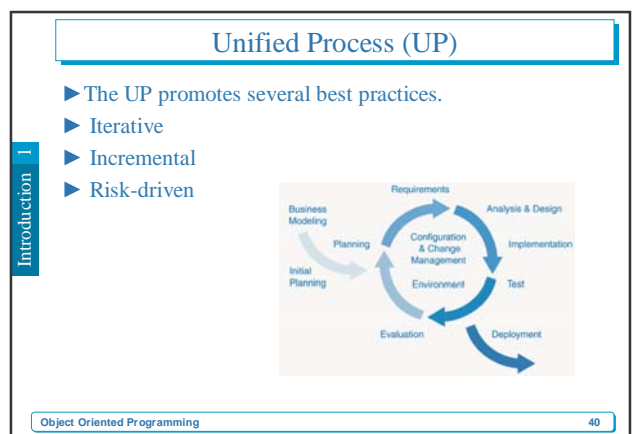 Unified Process (UP)
►The UP promotes several best practices.
► Iterative
► Incremental
► Risk-driven
Introduction 1
Requirements
Business
Modeling
Analysis & Design
Planning
Configuration
& Change
Management
Implementation
Initial
Planning
Environment
Test
Evaluation
Deployment
Object Oriented Programming 40